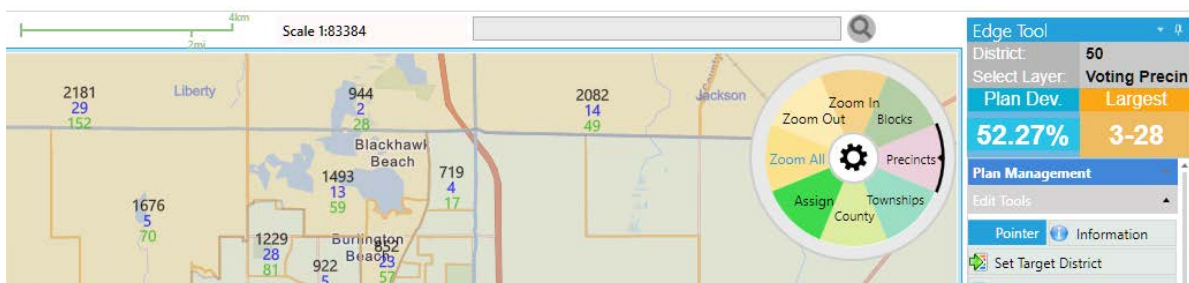 4km
2mi
Scale 1:83384
2181
29
152
Liberty
944
2
28
2082
14
49
Jackson
County
Blackhawk
Beach
1493
13
59
719
4
17
1676
5
70
1229
28
81
Burlington
Beach
852
23
57
922
5
Zoom In
Zoom Out
Blocks
Zoom All
Precincts
Assign
Townships
County
Edge Tool
District: 50
Select Layer: Voting Precin
Plan Dev. Largest
52.27% 3-28
Plan Management
Edit Tools
Pointer Information
Set Target District